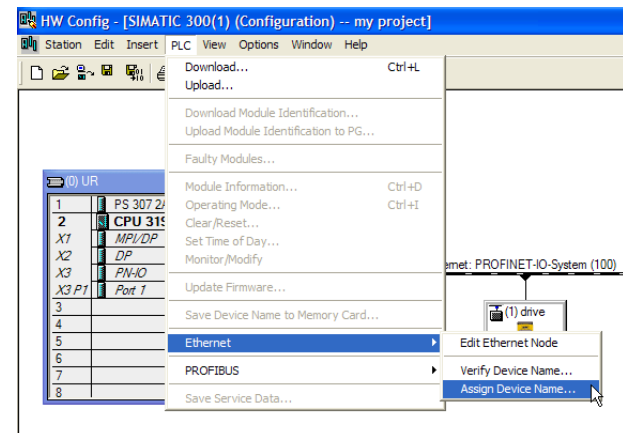 HW Config - [SIMATIC 300(1) (Configuration) -- my project]
Station Edit Insert PLC View Options Window Help
Download... Ctrl+L
Upload...
Download Module Identification...
Upload Module Identification to PG...
Faulty Modules...
Module Information... Ctrl+D
Operating Mode... Ctrl+I
Clear/Reset...
Set Time of Day...
Monitor/Modify
Update Firmware...
Save Device Name to Memory Card...
Ethernet
PROFIBUS
Save Service Data...
Edit Ethernet Node
Verify Device Name...
Assign Device Name...
(0) UR
1 PS 307 2A
2 CPU 319
X1 MPI/DP
X2 DP
X3 PN-IO
X3 P1 Port 1
3
4
5
6
7
8
ernet: PROFINET-IO-System (100)
(1) drive